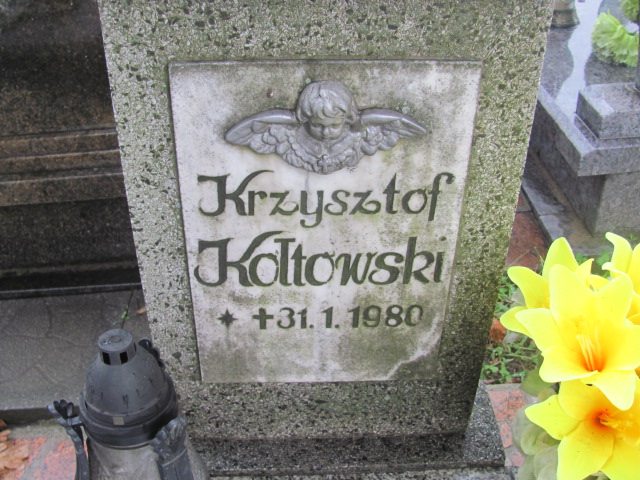 Krzysztof
Kołtowski
* †31.1.1980